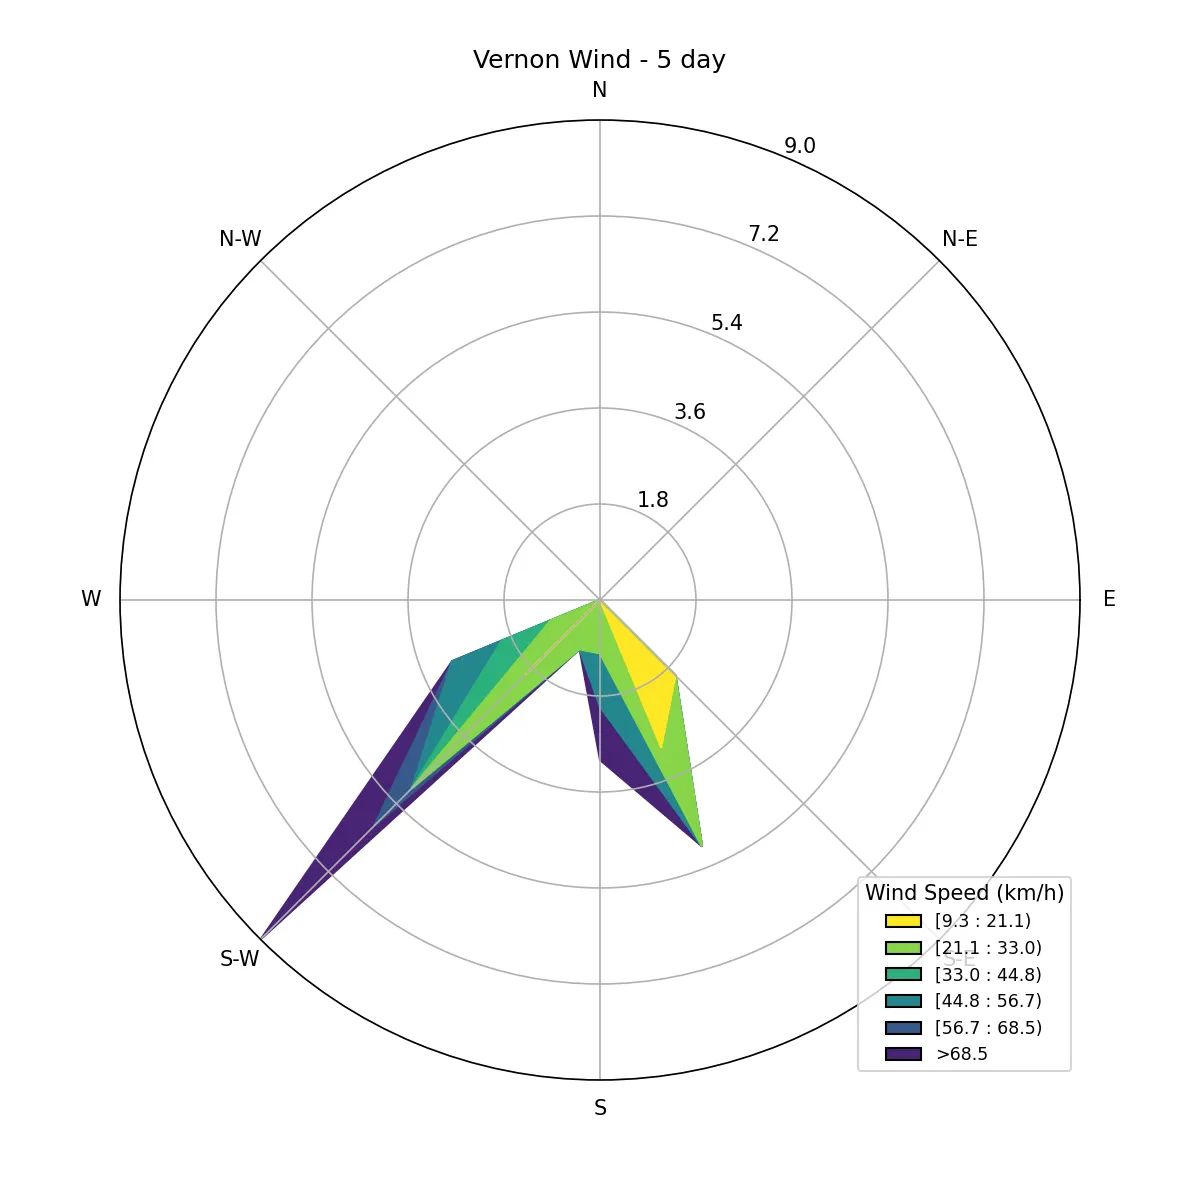 Vernon Wind - 5 day
N
9.0
N-W
N-E
7.2
5.4
3.6
1.8
W
E
S-W
S-E
S
Wind Speed (km/h)
[9.3 : 21.1)
[21.1 : 33.0)
[33.0 : 44.8)
[44.8 : 56.7)
[56.7 : 68.5)
>68.5